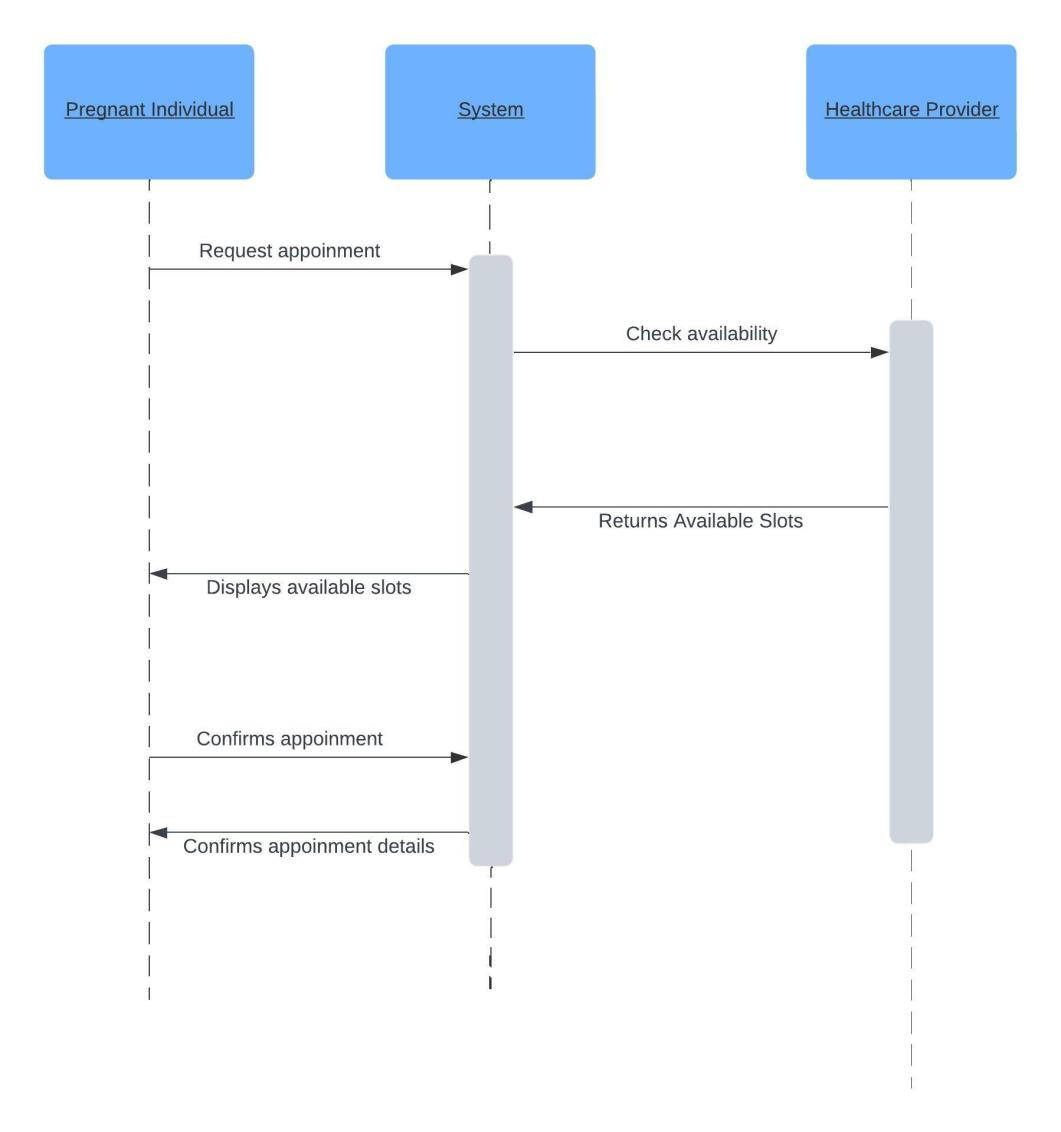 Pregnant Individual
System
Healthcare Provider
Request appoinment
Check availability
Returns Available Slots
Displays available slots
Confirms appoinment
Confirms appoinment details